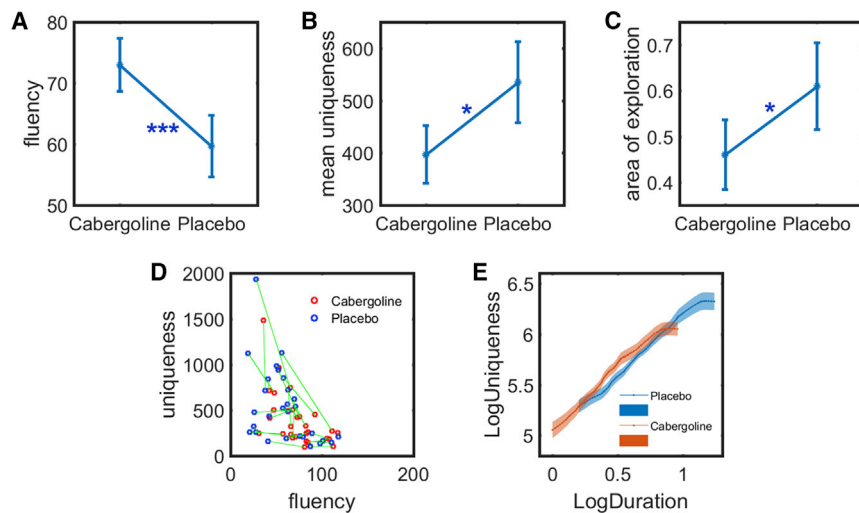 A
80
70
60
50
fluency
***
Cabergoline Placebo
B
600
500
400
300
mean uniqueness
*
Cabergoline Placebo
C
0.7
0.6
0.5
0.4
area of exploration
*
Cabergoline Placebo
D
2000
1500
1000
500
0
uniqueness
Cabergoline
Placebo
0 100 200
fluency
E
6.5
6
5.5
5
LogUniqueness
Placebo
Cabergoline
0 0.5 1
LogDuration